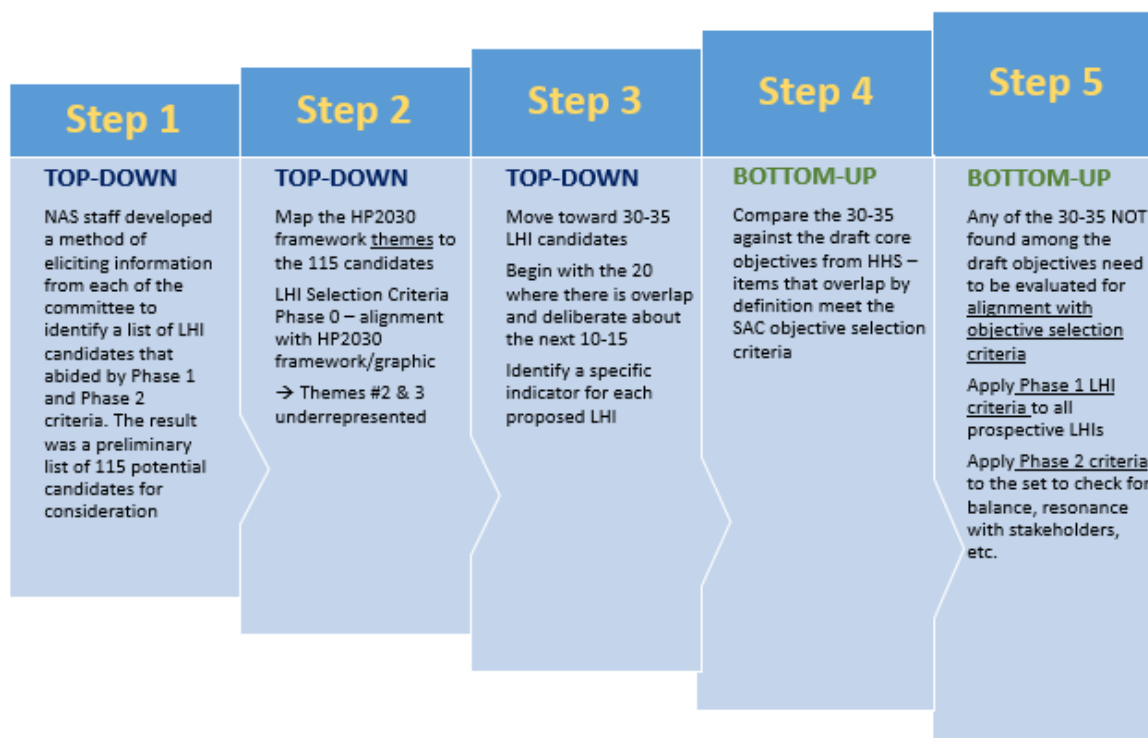 Step 1
TOP-DOWN
NAS staff developed
a method of
eliciting information
from each of the
committee to
identify a list of LHI
candidates that
abided by Phase 1
and Phase 2
criteria. The result
was a preliminary
list of 115 potential
candidates for
consideration
Step 2
TOP-DOWN
Map the HP2030
framework themes to
the 115 candidates
LHI Selection Criteria
Phase 0 – alignment
with HP2030
framework/graphic
→ Themes #2 & 3
underrepresented
Step 3
TOP-DOWN
Move toward 30-35
LHI candidates
Begin with the 20
where there is overlap
and deliberate about
the next 10-15
Identify a specific
indicator for each
proposed LHI
Step 4
BOTTOM-UP
Compare the 30-35
against the draft core
objectives from HHS –
items that overlap by
definition meet the
SAC objective selection
criteria
Step 5
BOTTOM-UP
Any of the 30-35 NOT
found among the
draft objectives need
to be evaluated for
alignment with
objective selection
criteria
Apply Phase 1 LHI
criteria to all
prospective LHIs
Apply Phase 2 criteria
to the set to check for
balance, resonance
with stakeholders,
etc.